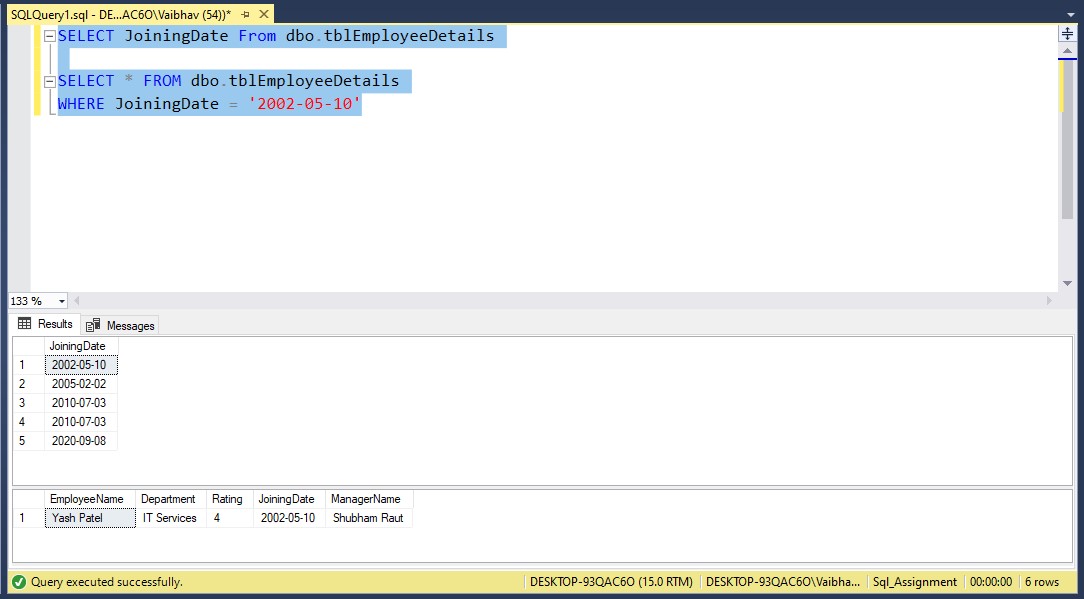 SQLQuery1.sql - DE...AC6O\Vaibhav (54))*
SELECT JoiningDate From dbo.tblEmployeeDetails
SELECT * FROM dbo.tblEmployeeDetails
WHERE JoiningDate = '2002-05-10'
133 %
Results Messages
JoiningDate
1 2002-05-10
2 2005-02-02
3 2010-07-03
4 2010-07-03
5 2020-09-08
EmployeeName Department Rating JoiningDate ManagerName
1 Yash Patel IT Services 4 2002-05-10 Shubham Raut
Query executed successfully. DESKTOP-93QAC6O (15.0 RTM) DESKTOP-93QAC6O\Vaibha... Sql_Assignment 00:00:00 6 rows